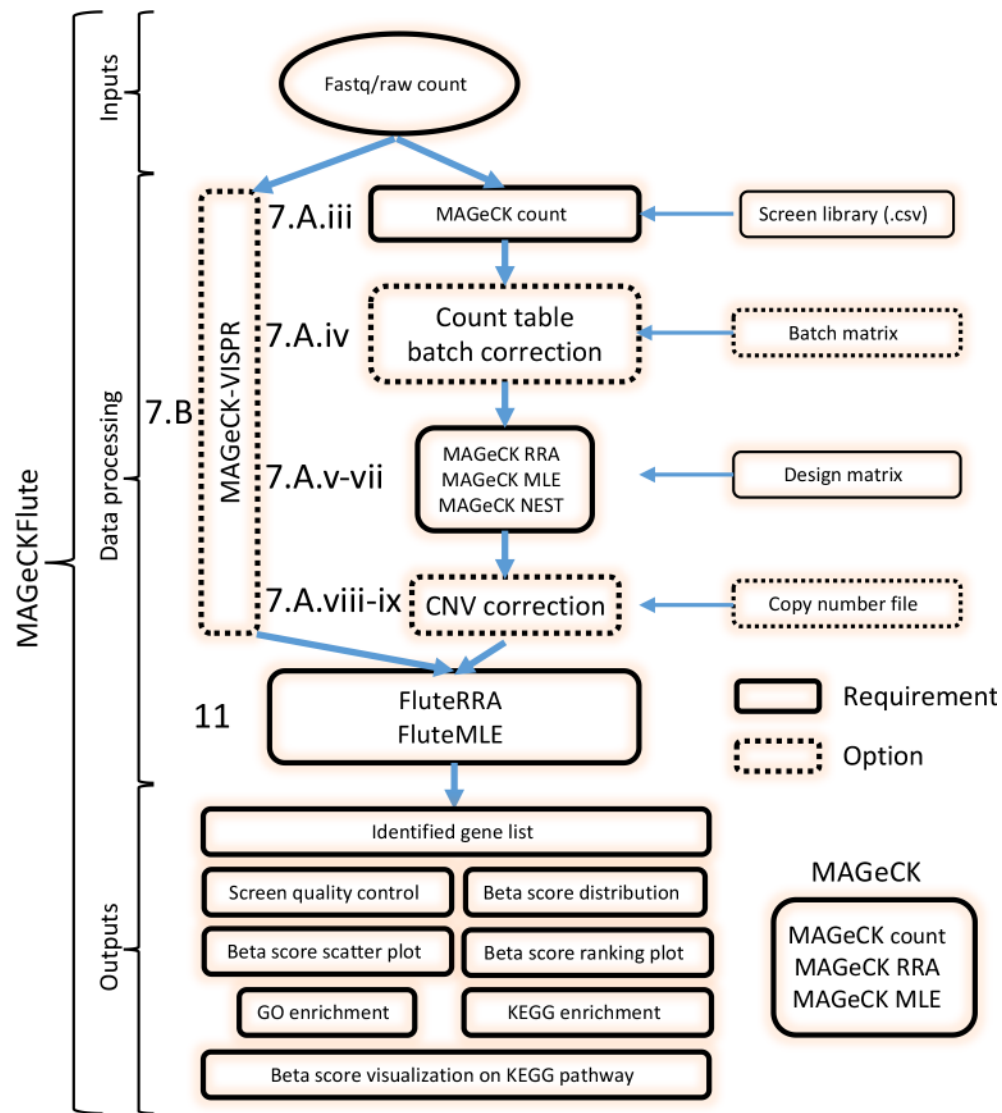 MAGeCKFlute
Inputs
Data processing
Outputs
Fastq/raw count
7.A.iii
MAGeCK count
Screen library (.csv)
7.A.iv
Count table
batch correction
Batch matrix
7.B
MAGeCK-VISPR
7.A.v-vii
MAGeCK RRA
MAGeCK MLE
MAGeCK NEST
Design matrix
7.A.viii-ix
CNV correction
Copy number file
11
FluteRRA
FluteMLE
Requirement
Option
Identified gene list
Screen quality control
Beta score distribution
Beta score scatter plot
Beta score ranking plot
GO enrichment
KEGG enrichment
Beta score visualization on KEGG pathway
MAGeCK
MAGeCK count
MAGeCK RRA
MAGeCK MLE